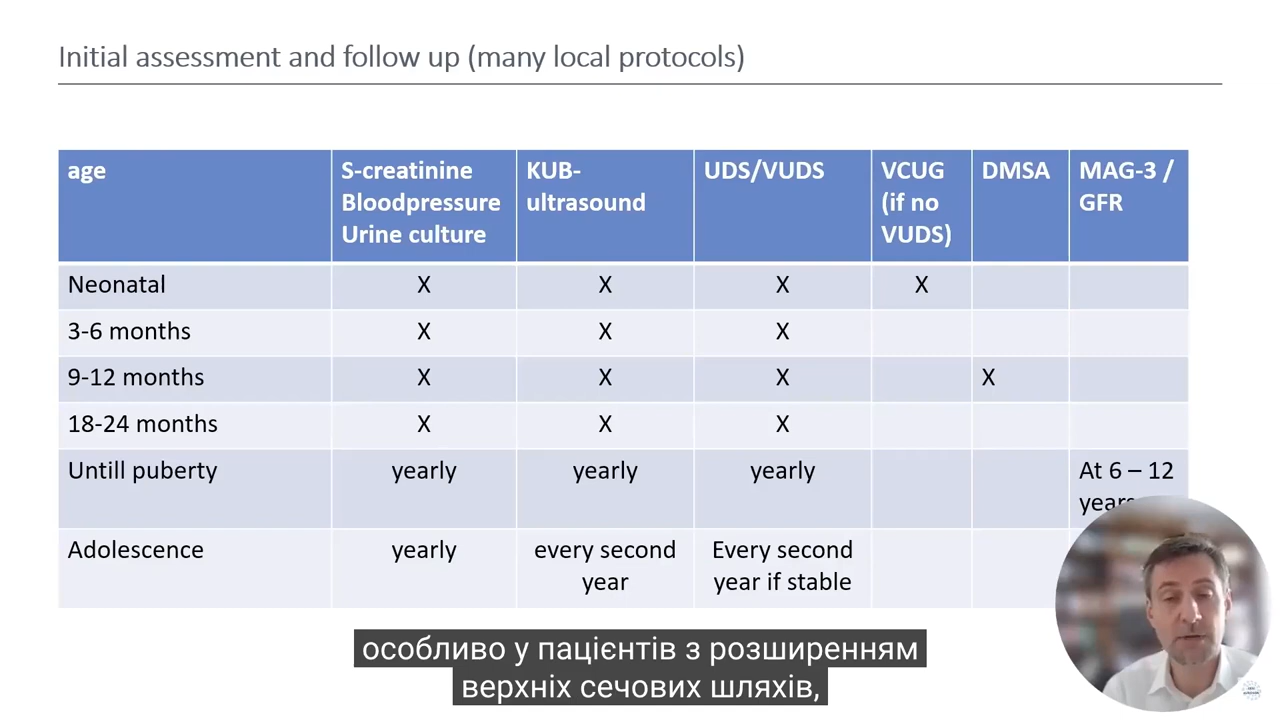 Initial assessment and follow up (many local protocols)
age
S-creatinine
Bloodpressure
Urine culture
KUB-
ultrasound
UDS/VUDS
VCUG
(if no
VUDS)
DMSA
MAG-3 /
GFR
Neonatal X X X X
3-6 months X X X
9-12 months X X X X
18-24 months X X X
Untill puberty yearly yearly yearly At 6 – 12
years
Adolescence yearly every second
year
Every second
year if stable
особливо у пацієнтів з розширенням
верхніх сечових шляхів,